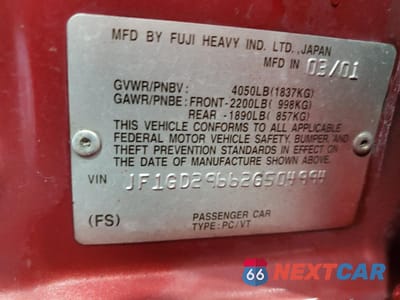 MFD BY FUJI HEAVY IND. LTD., JAPAN
MFD IN 03/01
GVWR/PNBV : 4050LB(1837KG)
GAWR/PNBE: FRONT-2200LB( 998KG)
REAR -1890LB( 857KG)
THIS VEHICLE CONFORMS TO ALL APPLICABLE
FEDERAL MOTOR VEHICLE SAFETY, BUMPER, AND
THEFT PREVENTION STANDARDS IN EFFECT ON
THE DATE OF MANUFACTURE SHOWN ABOVE.
VIN JF1GD29662G504994
(FS)
PASSENGER CAR
TYPE: PC/VT
66 NEXTCAR